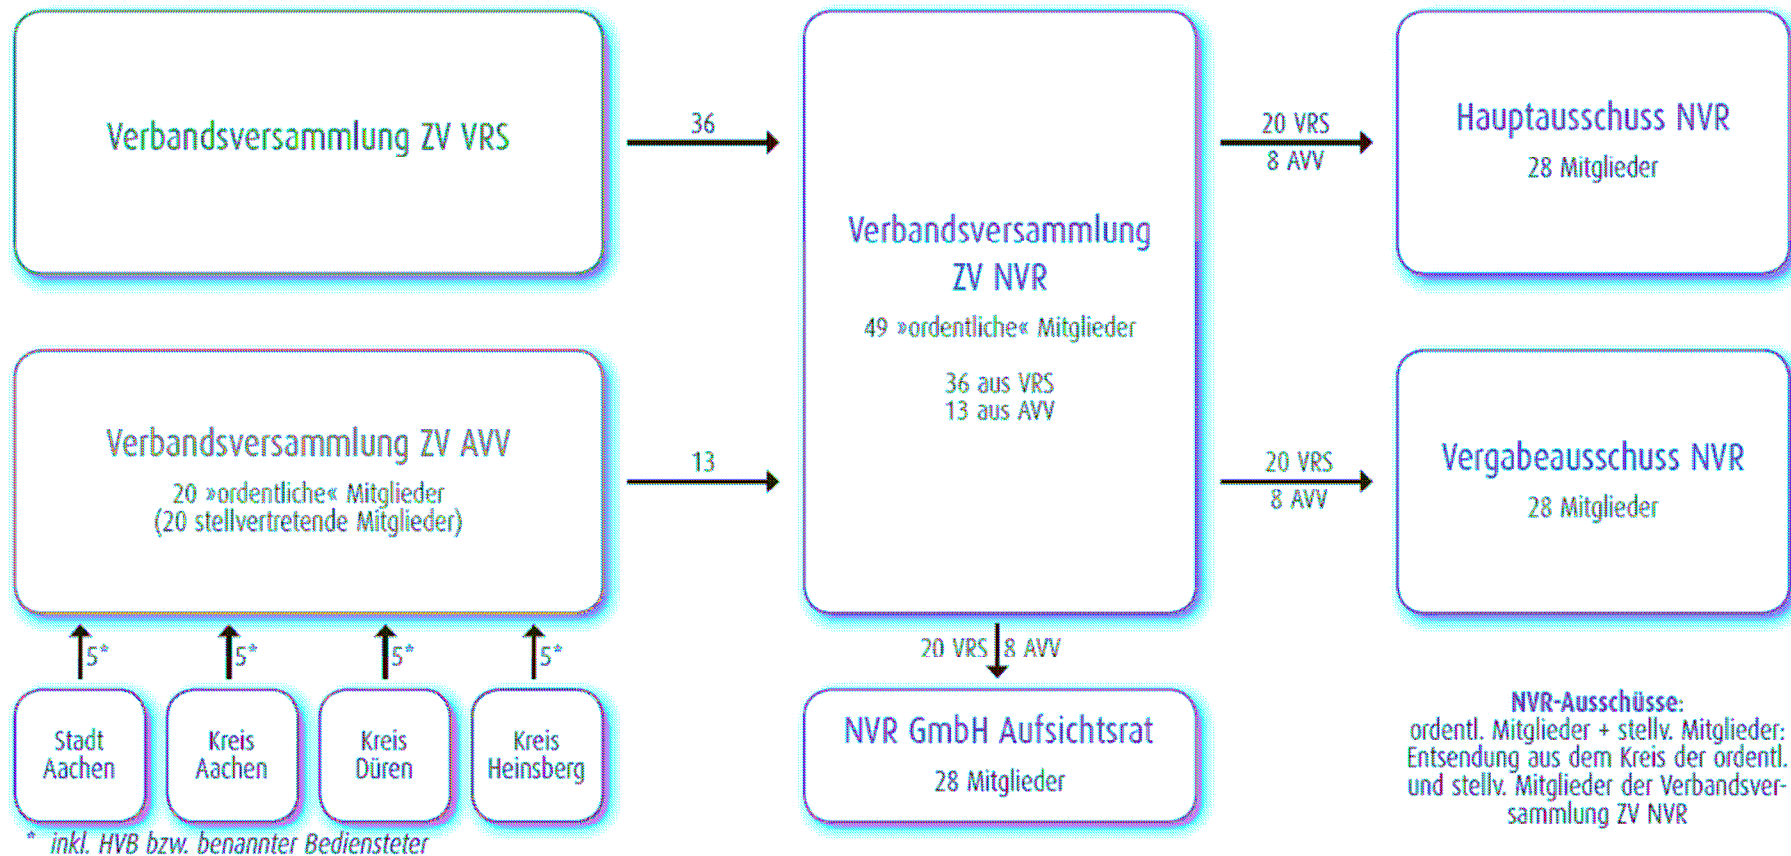 Verbandsversammlung ZV VRS
36
Verbandsversammlung
ZV NVR
49 »ordentliche« Mitglieder
36 aus VRS
13 aus AVV
20 VRS
8 AVV
Hauptausschuss NVR
28 Mitglieder
Verbandsversammlung ZV AVV
20 »ordentliche« Mitglieder
(20 stellvertretende Mitglieder)
13
20 VRS
8 AVV
Vergabeausschuss NVR
28 Mitglieder
5*
5*
5*
5*
20 VRS
8 AVV
Stadt
Aachen
Kreis
Aachen
Kreis
Düren
Kreis
Heinsberg
NVR GmbH Aufsichtsrat
28 Mitglieder
NVR-Ausschüsse:
ordentl. Mitglieder + stellv. Mitglieder:
Entsendung aus dem Kreis der ordentl.
und stellv. Mitglieder der Verbandsver-
sammlung ZV NVR
* inkl. HVB bzw. benannter Bediensteter